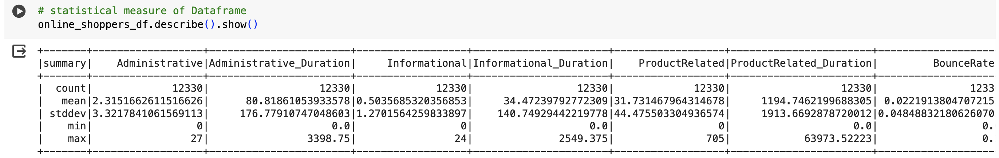 # statistical measure of Dataframe
online_shoppers_df.describe().show()
+-------+------------------+-----------------------+------------------+----------------------+------------------+-----------------------+-------------------
|summary|    Administrative|Administrative_Duration|     Informational|Informational_Duration|    ProductRelated|ProductRelated_Duration|         BounceRate
+-------+------------------+-----------------------+------------------+----------------------+------------------+-----------------------+-------------------
|  count|             12330|                  12330|             12330|                 12330|             12330|                  12330|               1233
|   mean|2.3151662611516626|      80.81861053933578|0.5035685320356853|     34.47239792772309|31.731467964314678|     1194.7462199688305| 0.0221913804707215
| stddev|3.3217841061569113|     176.77910747048603|1.2701564259833897|    140.74929442219778|44.475503304936574|     1913.6692878720012|0.04848832180626070
|    min|                 0|                    0.0|                 0|                   0.0|                 0|                    0.0|                 0.
|    max|                27|                3398.75|                24|              2549.375|               705|            63973.52223|                 0.
+-------+------------------+-----------------------+------------------+----------------------+------------------+-----------------------+-------------------